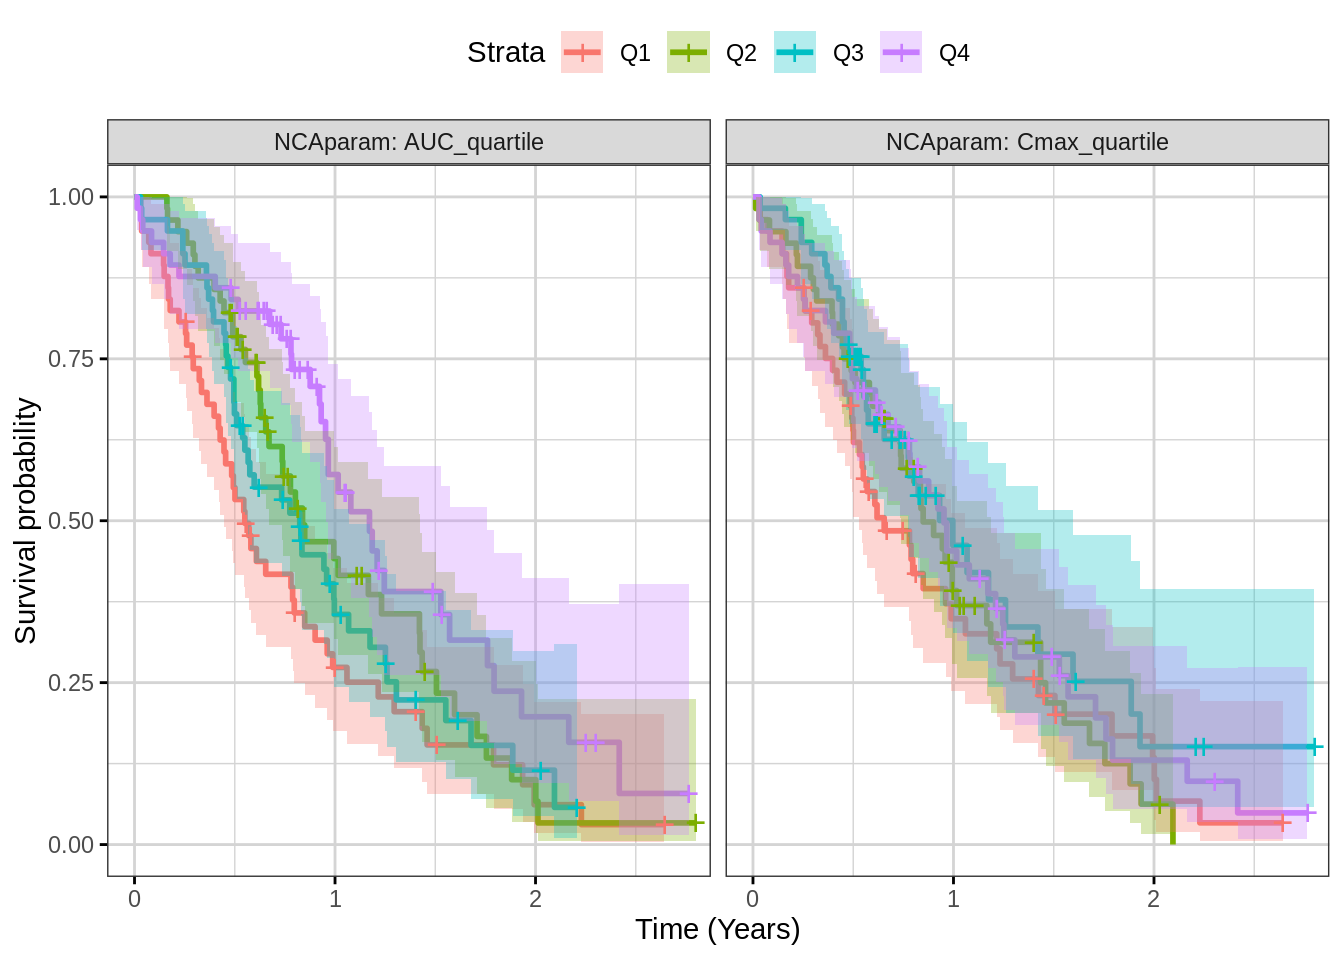 Strata Q1 Q2 Q3 Q4
NCAparam: AUC_quartile NCAparam: Cmax_quartile
1.00
0.75
0.50
0.25
0.00
Survival probability
0 1 2 0 1 2
Time (Years)